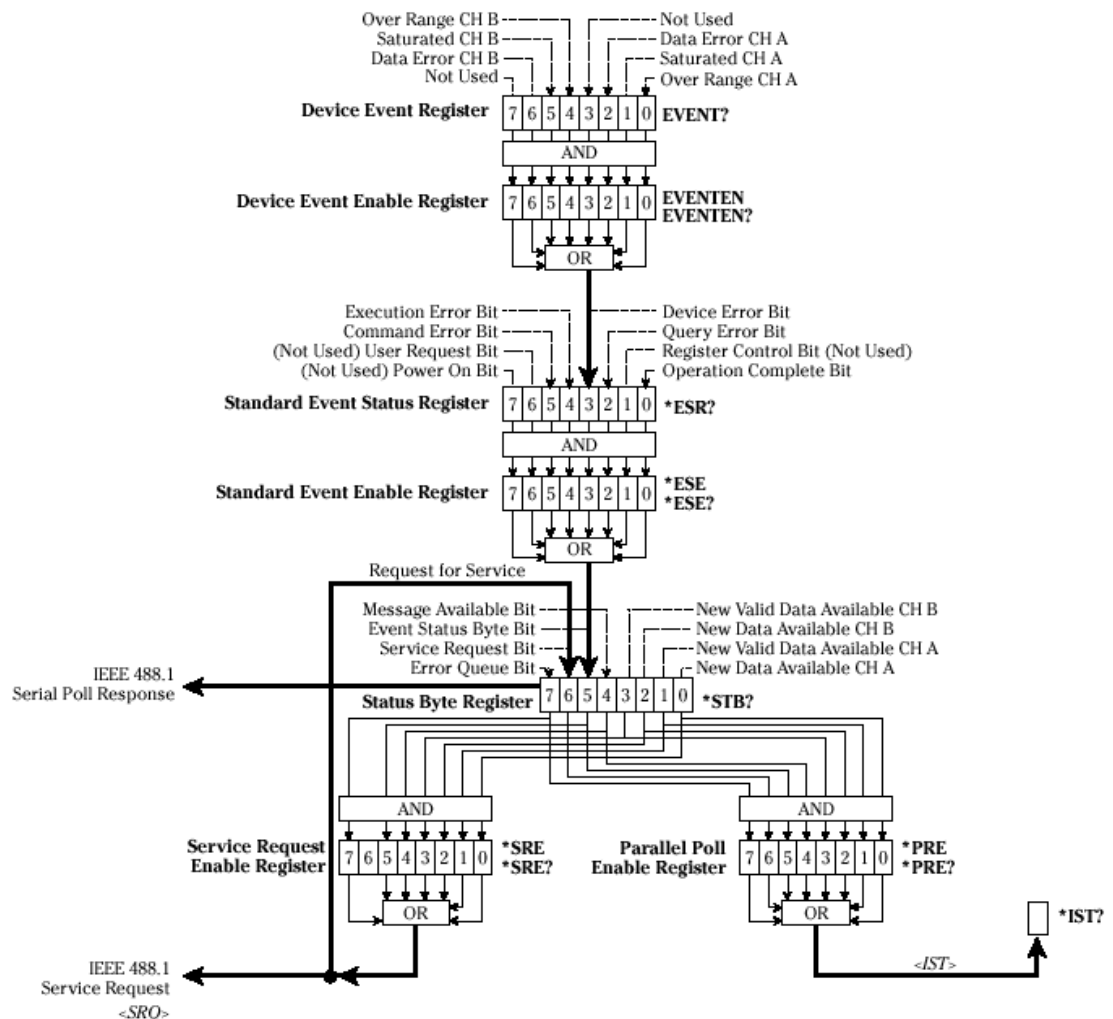 Over Range CH B
Not Used
Saturated CH B
Data Error CH A
Data Error CH B
Saturated CH A
Not Used
Over Range CH A
Device Event Register
7 6 5 4 3 2 1 0
EVENT?
AND
Device Event Enable Register
7 6 5 4 3 2 1 0
EVENTEN
EVENTEN?
OR
Execution Error Bit
Device Error Bit
Command Error Bit
Query Error Bit
(Not Used) User Request Bit
Register Control Bit (Not Used)
(Not Used) Power On Bit
Operation Complete Bit
Standard Event Status Register
7 6 5 4 3 2 1 0
*ESR?
AND
Standard Event Enable Register
7 6 5 4 3 2 1 0
*ESE
*ESE?
OR
Request for Service
Message Available Bit
New Valid Data Available CH B
Event Status Byte Bit
New Data Available CH B
Service Request Bit
New Valid Data Available CH A
Error Queue Bit
New Data Available CH A
IEEE 488.1
Serial Poll Response
Status Byte Register
7 6 5 4 3 2 1 0
*STB?
AND
AND
Service Request
Enable Register
7 6 5 4 3 2 1 0
*SRE
*SRE?
Parallel Poll
Enable Register
7 6 5 4 3 2 1 0
*PRE
*PRE?
OR
OR
*IST?
<IST>
IEEE 488.1
Service Request
<SRO>